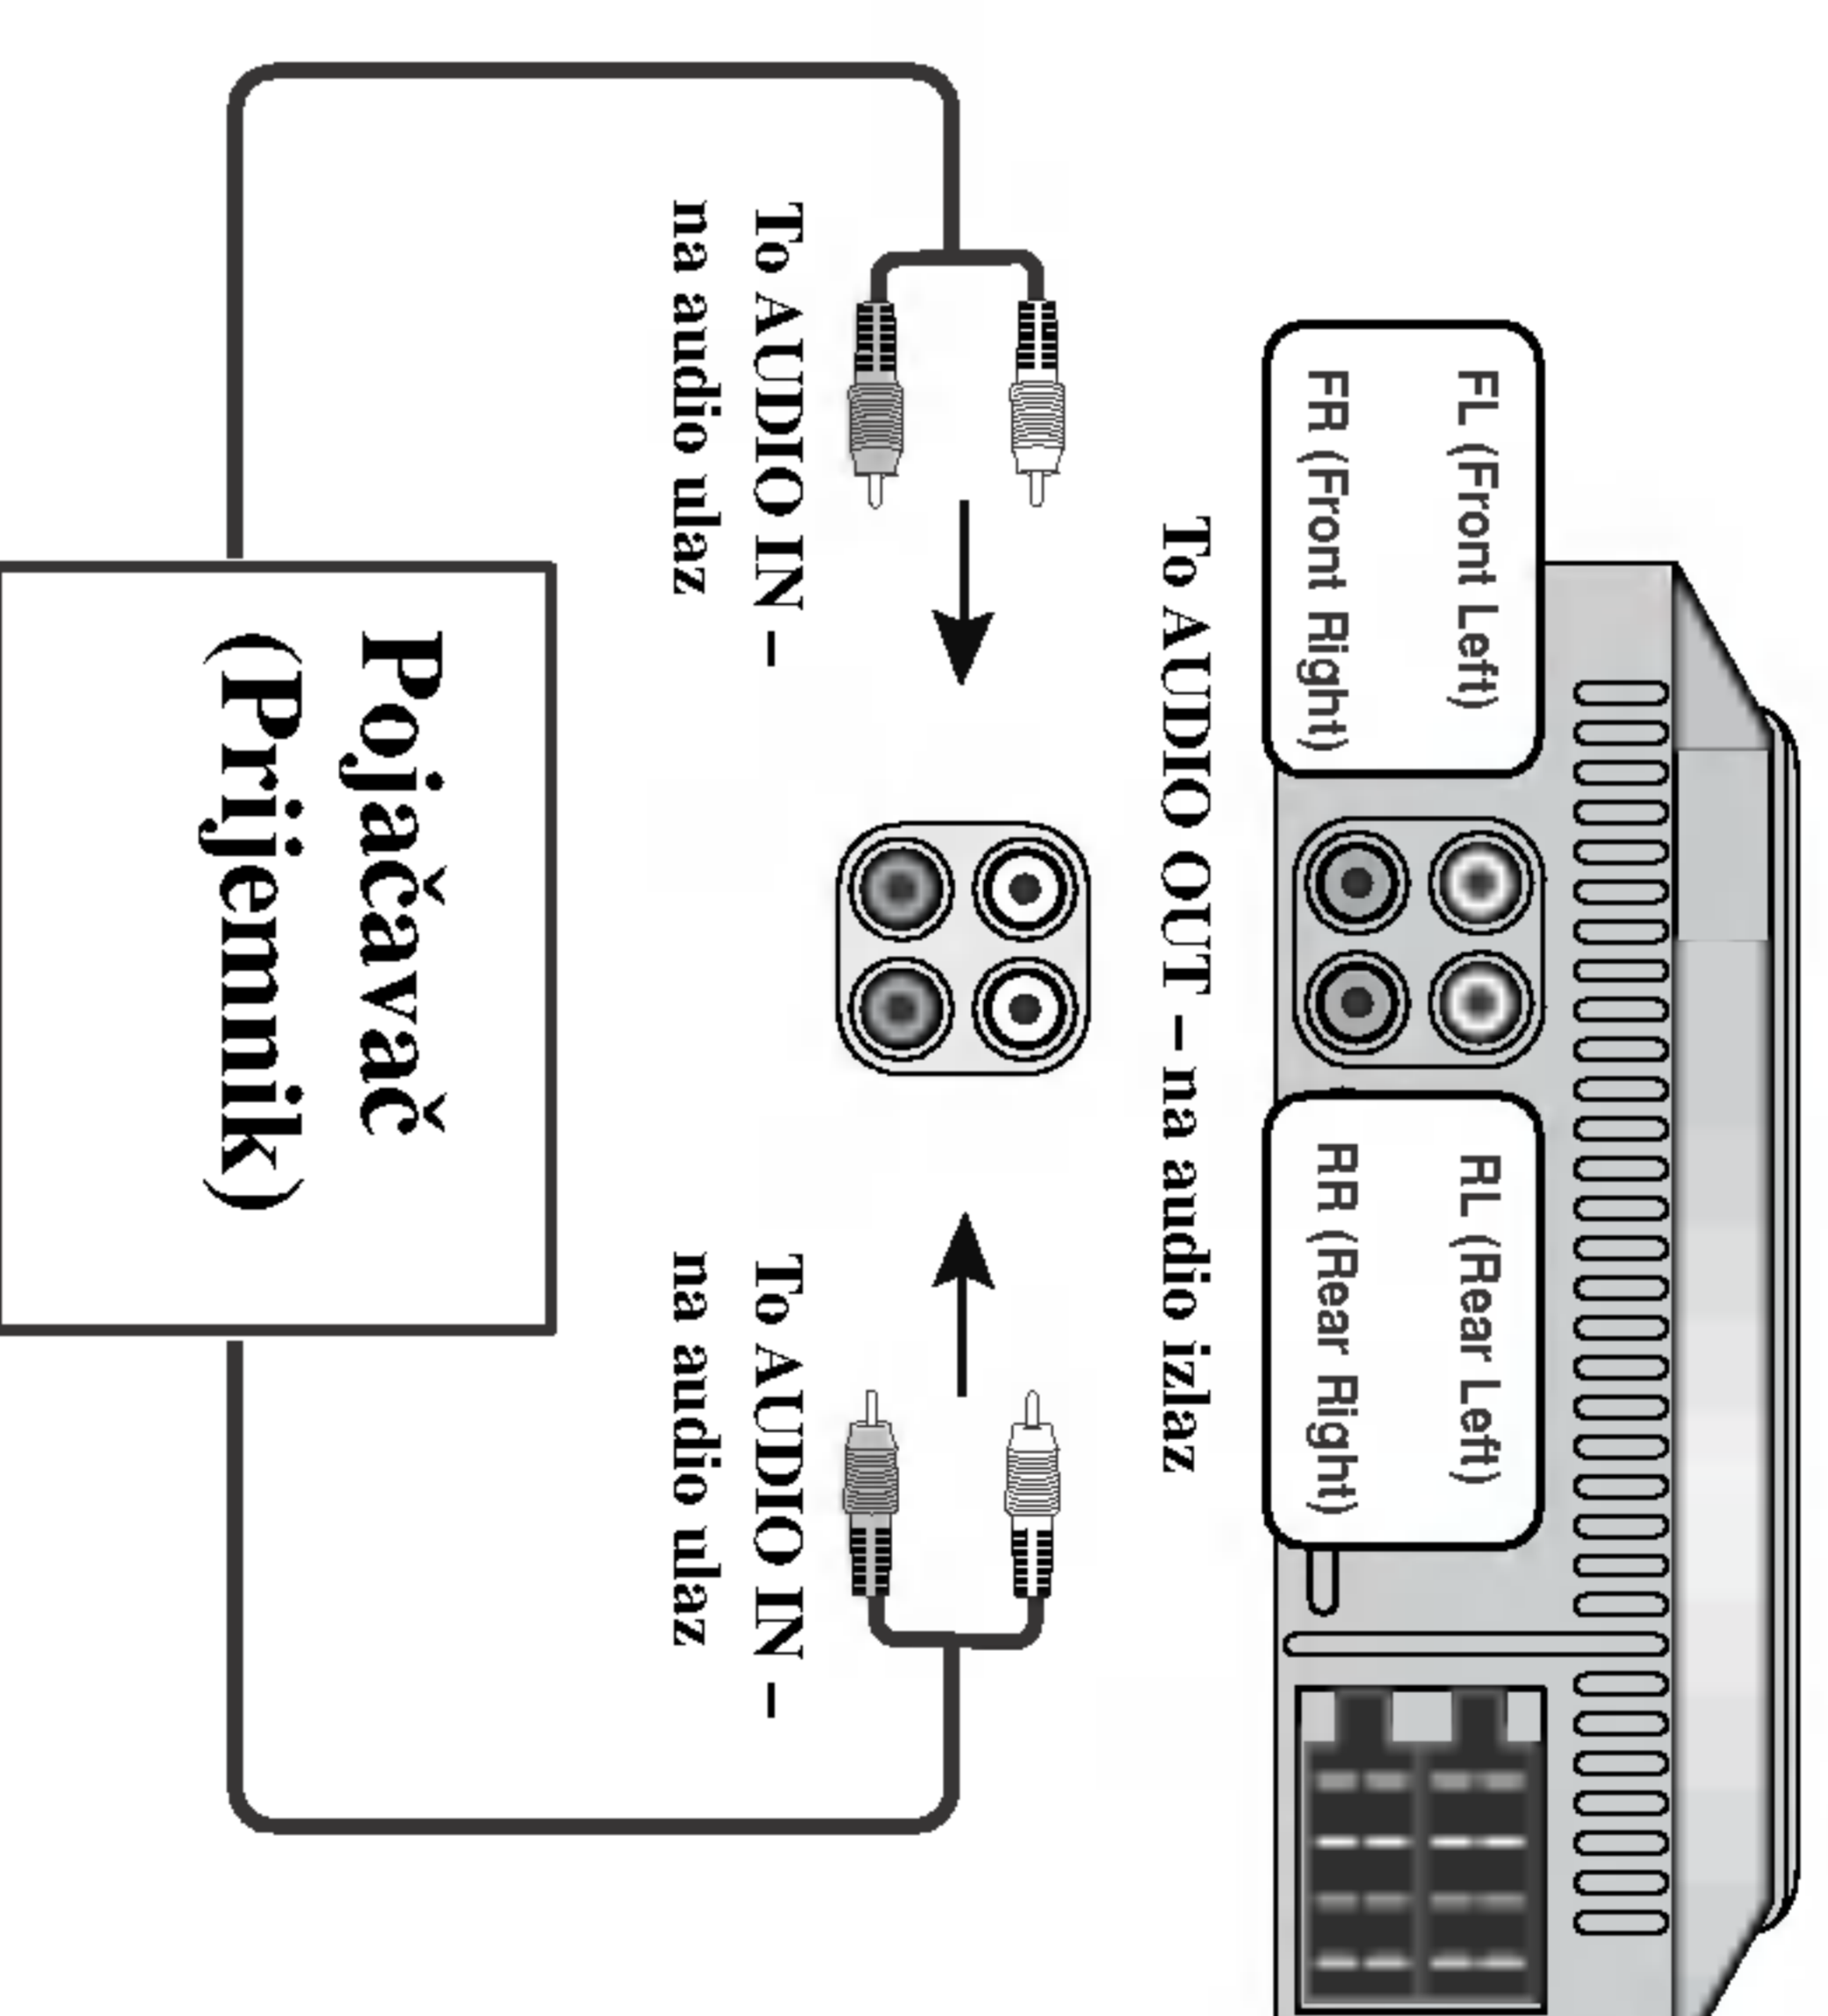 FL (Front Left)
FR (Front Right)
RL (Rear Left)
RR (Rear Right)
To AUDIO OUT – na audio izlaz
To AUDIO IN –
na audio ulaz
To AUDIO IN –
na audio ulaz
Pojačavač
(Prijemnik)